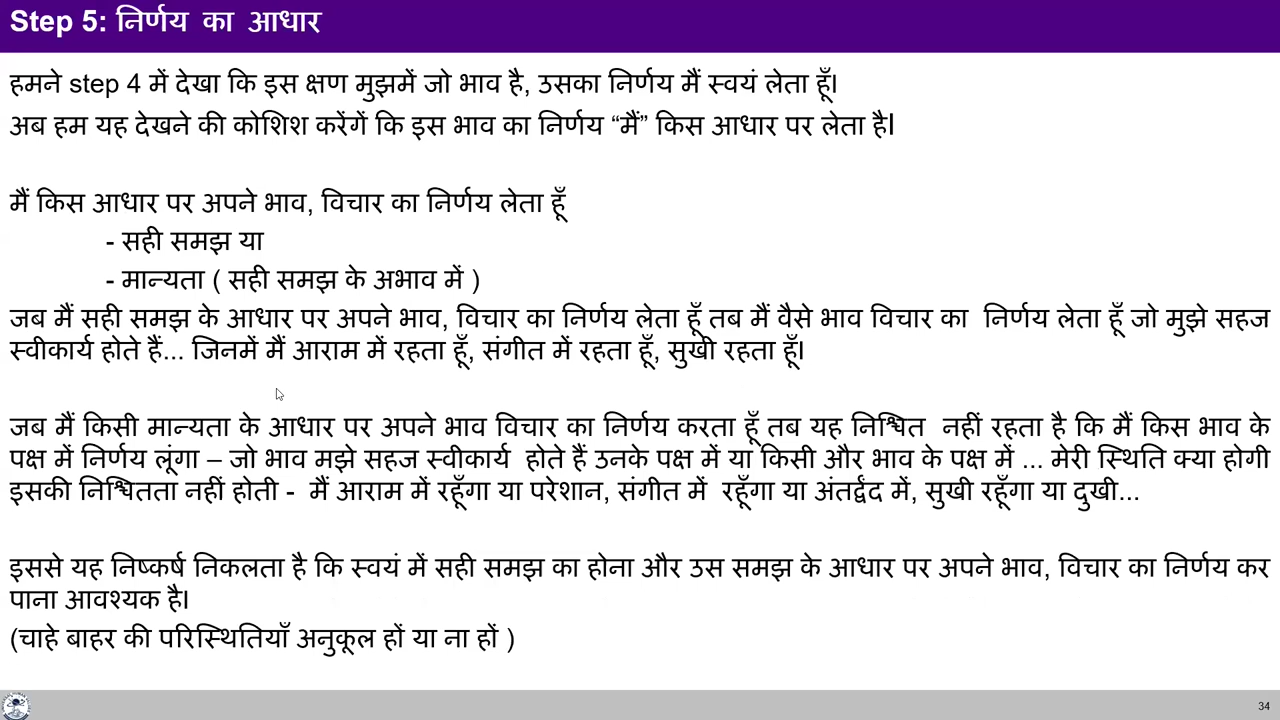 Step 5: निर्णय का आधार
हमने step 4 में देखा कि इस क्षण मुझमें जो भाव है, उसका निर्णय मैं स्वयं लेता हूँ।
अब हम यह देखने की कोशिश करेंगें कि इस भाव का निर्णय “मैं” किस आधार पर लेता है।
मैं किस आधार पर अपने भाव, विचार का निर्णय लेता हूँ
- सही समझ या
- मान्यता ( सही समझ के अभाव में )
जब मैं सही समझ के आधार पर अपने भाव, विचार का निर्णय लेता हूँ तब मैं वैसे भाव विचार का निर्णय लेता हूँ जो मुझे सहज
स्वीकार्य होते हैं... जिनमें मैं आराम में रहता हूँ, संगीत में रहता हूँ, सुखी रहता हूँ।
जब मैं किसी मान्यता के आधार पर अपने भाव विचार का निर्णय करता हूँ तब यह निश्चित नहीं रहता है कि मैं किस भाव के
पक्ष में निर्णय लूंगा – जो भाव मझे सहज स्वीकार्य होते हैं उनके पक्ष में या किसी और भाव के पक्ष में ... मेरी स्थिति क्या होगी
इसकी निश्चितता नहीं होती - मैं आराम में रहूँगा या परेशान, संगीत में रहूँगा या अंतर्द्वंद में, सुखी रहूँगा या दुखी...
इससे यह निष्कर्ष निकलता है कि स्वयं में सही समझ का होना और उस समझ के आधार पर अपने भाव, विचार का निर्णय कर
पाना आवश्यक है।
(चाहे बाहर की परिस्थितियाँ अनुकूल हों या ना हों )
34